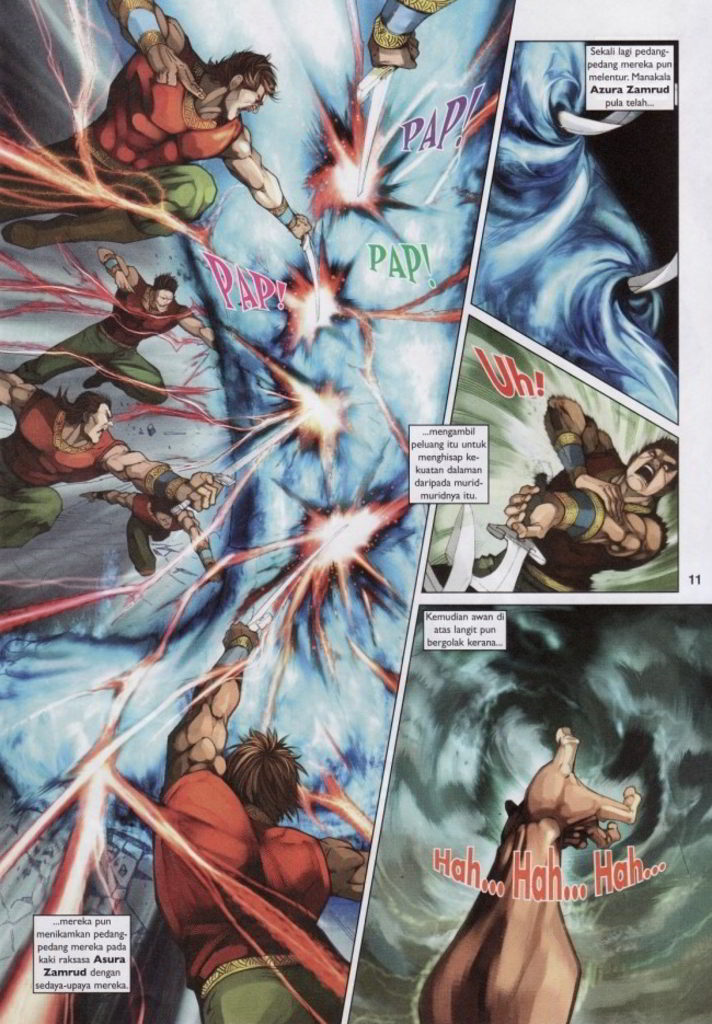 ...mereka pun
menikamkan pedang-
pedang mereka pada
kaki raksasa Asura
Zamrud dengan
sedaya-upaya mereka.
PAP!
PAP!
PAP!
Sekali lagi pedang-
pedang mereka pun
melentur. Manakala
Azura Zamrud
pula telah...
Uh!
...mengambil
peluang itu untuk
menghisap ke-
kuatan dalaman
daripada murid-
muridnya itu.
11
Kemudian awan di
atas langit pun
bergolak kerana...
Hah... Hah... Hah...